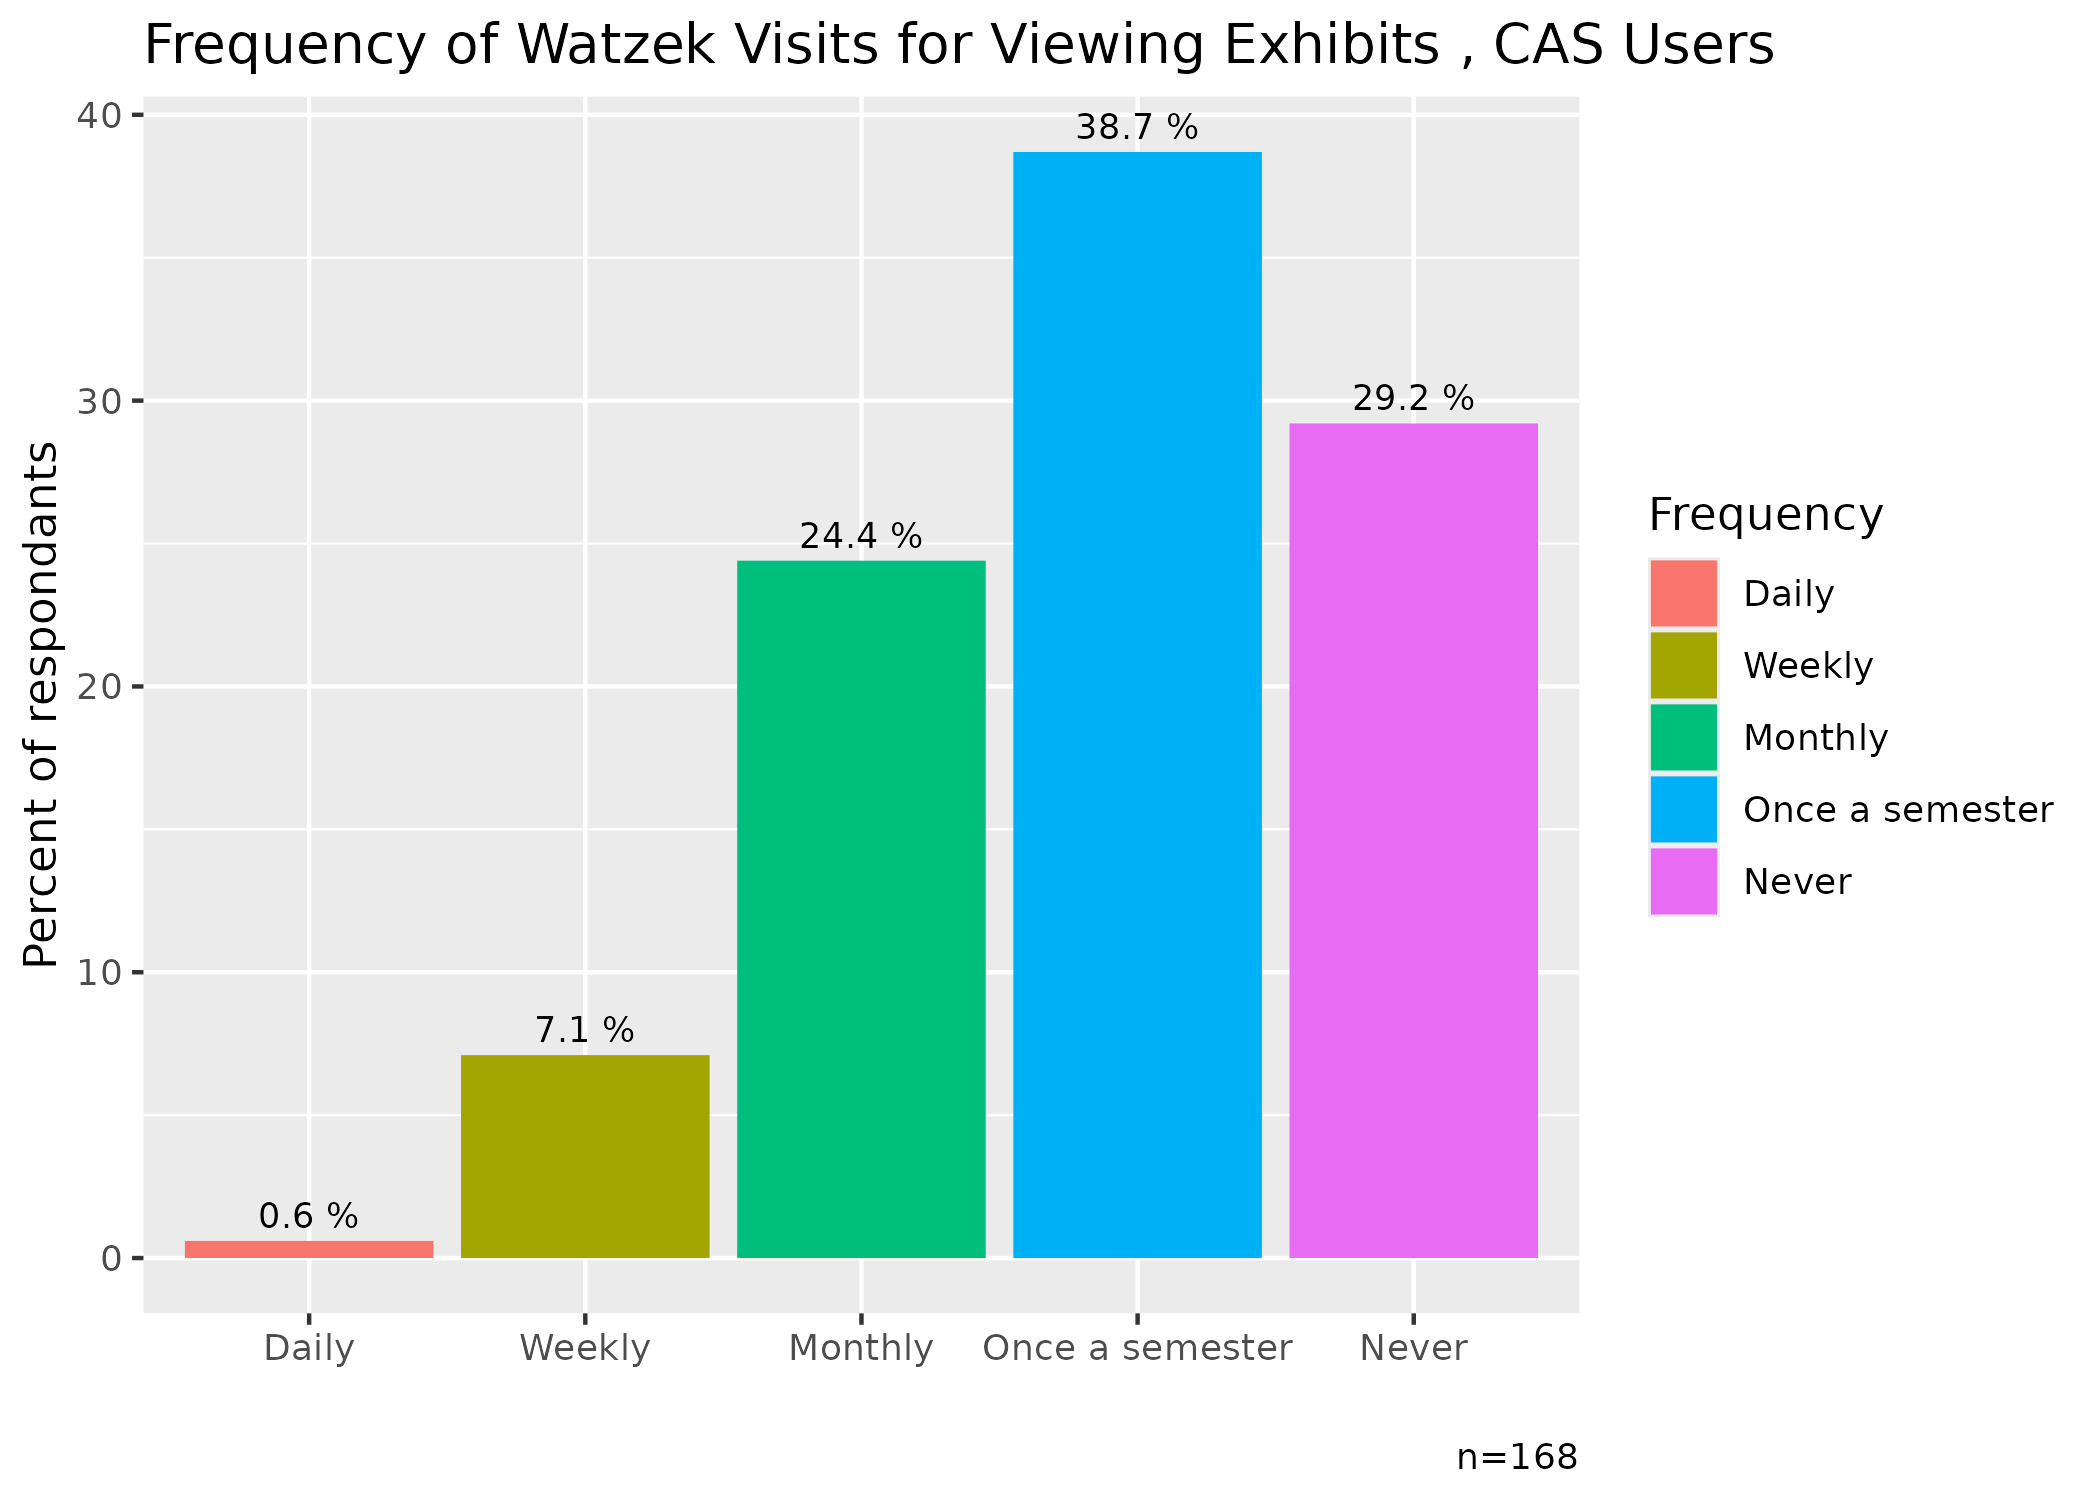 Frequency of Watzek Visits for Viewing Exhibits , CAS Users
Percent of respondants
40
30
20
10
0
0.6 %
7.1 %
24.4 %
38.7 %
29.2 %
Daily
Weekly
Monthly
Once a semester
Never
Frequency
Daily
Weekly
Monthly
Once a semester
Never
n=168